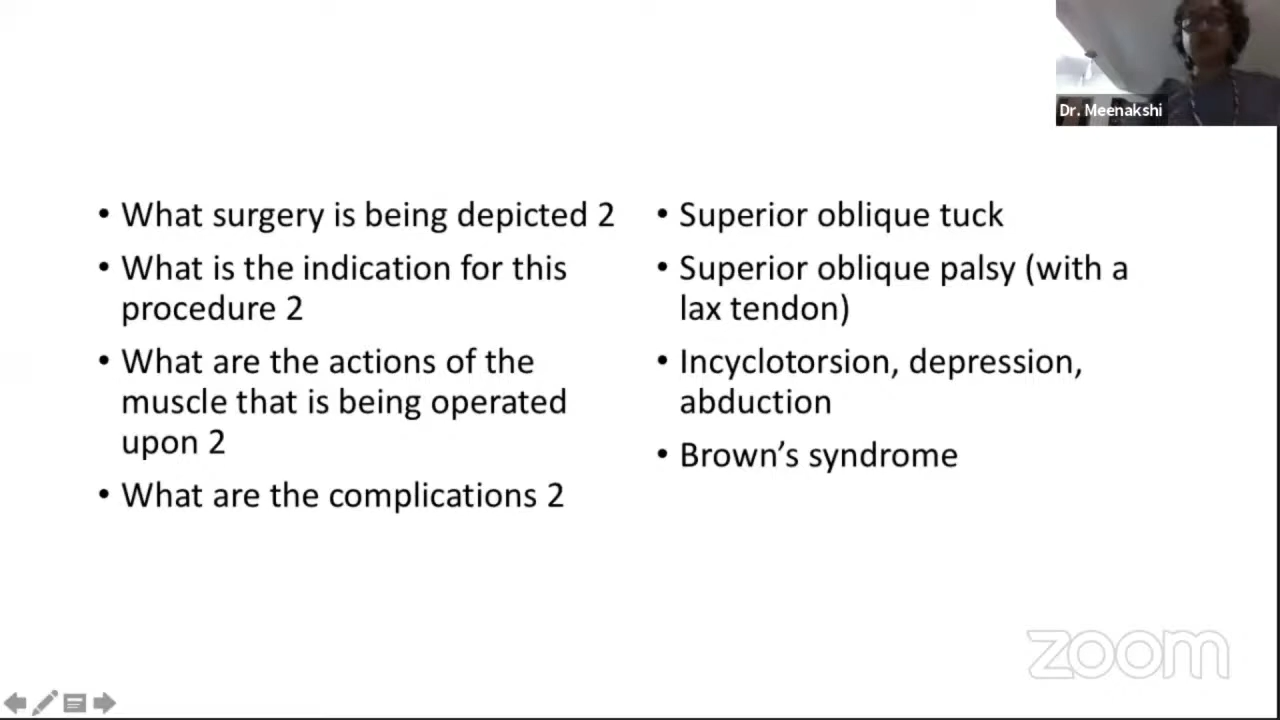 Dr. Meenakshi
• What surgery is being depicted 2
• What is the indication for this
procedure 2
• What are the actions of the
muscle that is being operated
upon 2
• What are the complications 2
• Superior oblique tuck
• Superior oblique palsy (with a
lax tendon)
• Incyclotorsion, depression,
abduction
• Brown’s syndrome
zoom